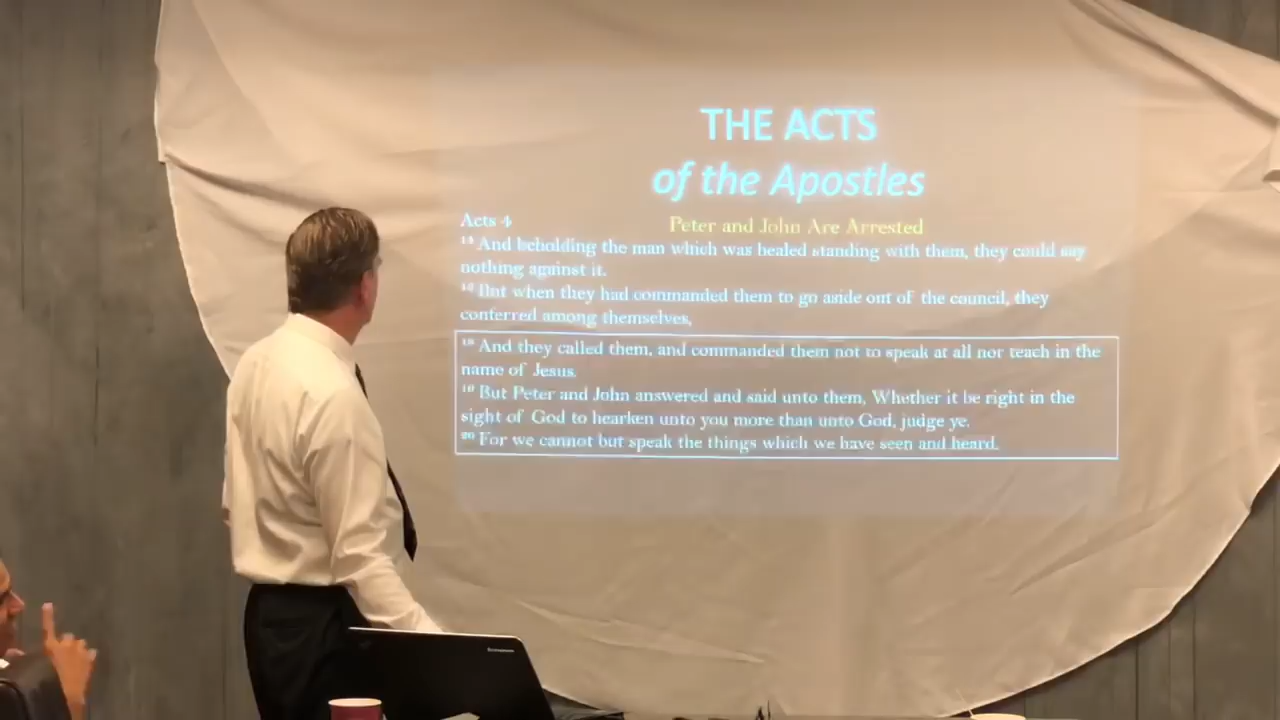 THE ACTS
of the Apostles
Acts 4
Peter and John Are Arrested
And beholding the man which was healed standing with them, they could say
nothing against it.
But when they had commanded them to go aside out of the council, they
conferred among themselves,
18 And they called them, and commanded them not to speak at all nor teach in the
name of Jesus.
19 But Peter and John answered and said unto them, Whether it be right in the
sight of God to hearken unto you more than unto God, judge ye.
20 For we cannot but speak the things which we have seen and heard.